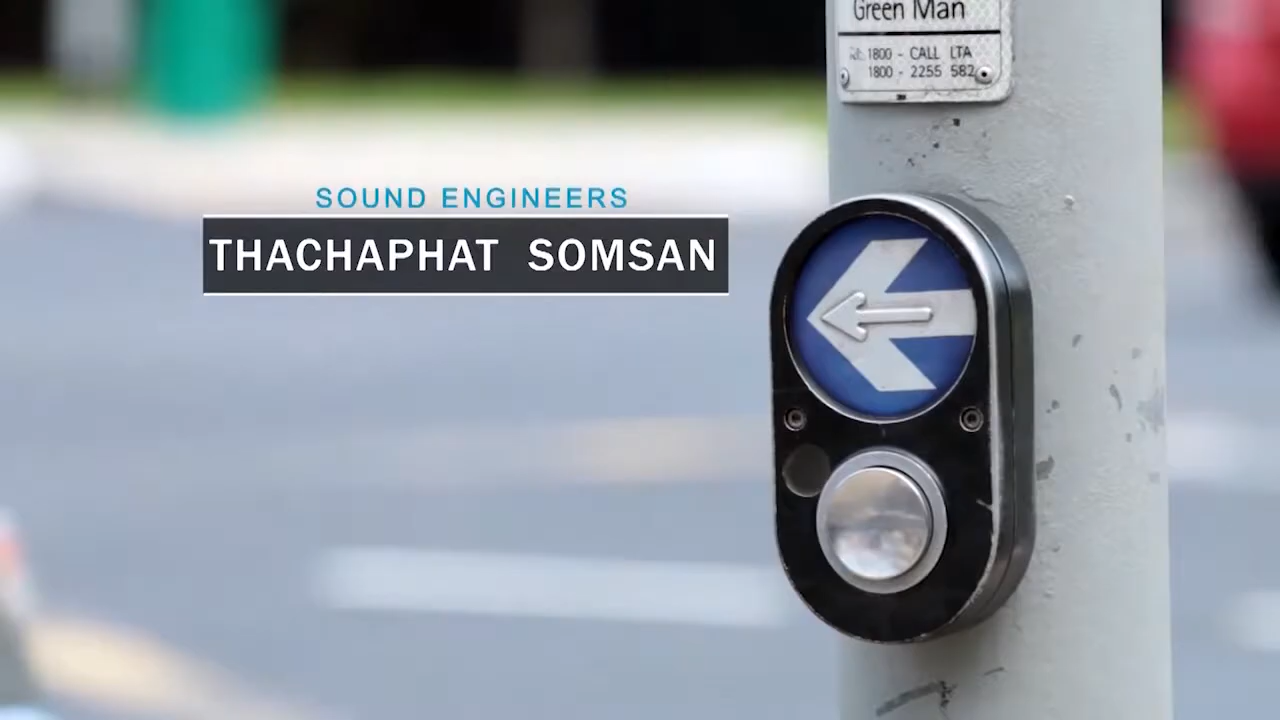 Green Man
1800 - CALL LTA
1800 - 2255 582
SOUND ENGINEERS
THACHAPHAT SOMSAN